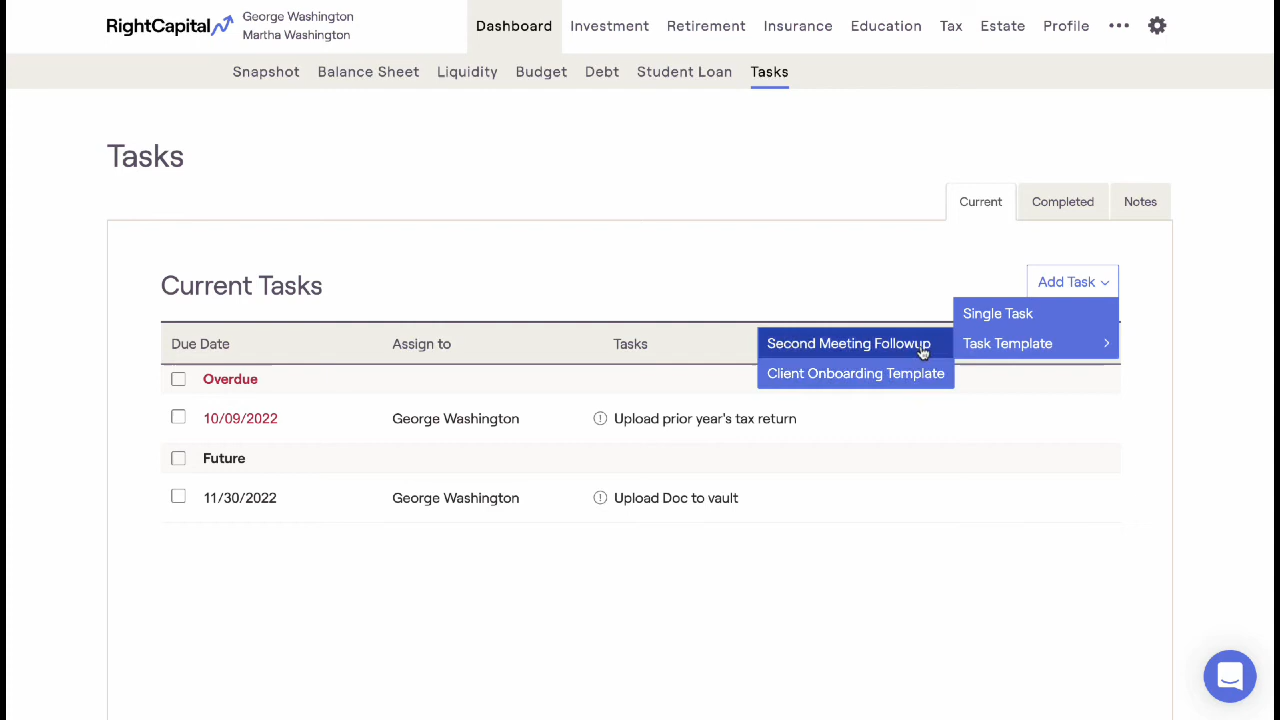 RightCapital
George Washington
Martha Washington
Dashboard Investment Retirement Insurance Education Tax Estate Profile •••
Snapshot Balance Sheet Liquidity Budget Debt Student Loan Tasks
Tasks
Current Completed Notes
Current Tasks
Add Task
Single Task
Due Date Assign to Tasks Second Meeting Followup Task Template
Client Onboarding Template
Overdue
10/09/2022 George Washington Upload prior year's tax return
Future
11/30/2022 George Washington Upload Doc to vault